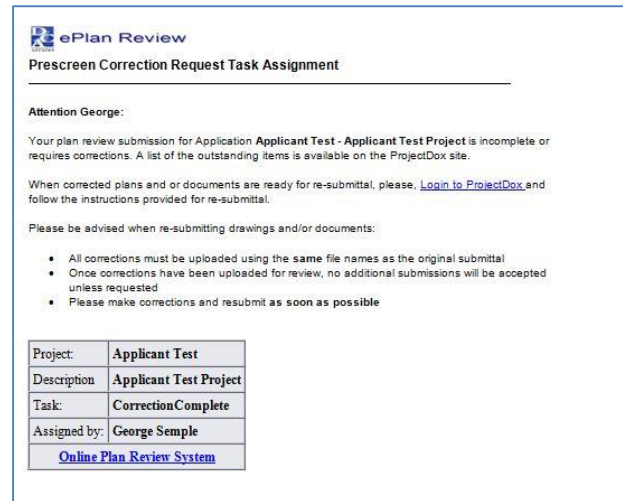 ePlan Review
Prescreen Correction Request Task Assignment
Attention George:
Your plan review submission for Application Applicant Test - Applicant Test Project is incomplete or
requires corrections. A list of the outstanding items is available on the ProjectDox site.
When corrected plans and or documents are ready for re-submittal, please, Login to ProjectDox and
follow the instructions provided for re-submittal.
Please be advised when re-submitting drawings and/or documents:
• All corrections must be uploaded using the same file names as the original submittal
• Once corrections have been uploaded for review, no additional submissions will be accepted
unless requested
• Please make corrections and resubmit as soon as possible
Project: Applicant Test
Description Applicant Test Project
Task: CorrectionComplete
Assigned by: George Semple
Online Plan Review System